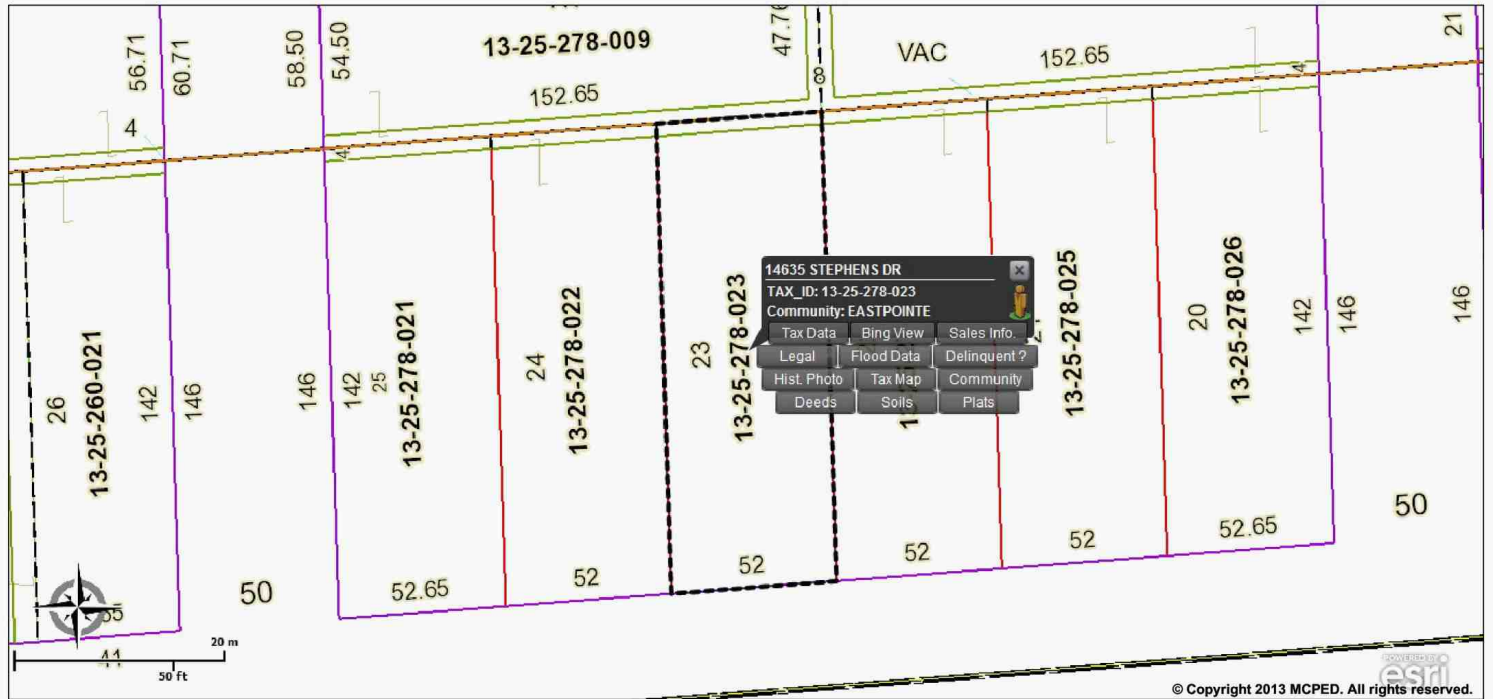 56.71
60.71
58.50
54.50
13-25-278-009
VAC
152.65
21
152.65
8
4
4
4
14635 STEPHENS DR
TAX_ID: 13-25-278-023
Community: EASTPOINTE
Tax Data Bing View Sales Info.
Legal Flood Data Delinquent ?
Hist. Photo Tax Map Community
Deeds Soils Plats
26
13-25-260-021
142
146
146
142
25
13-25-278-021
24
13-25-278-022
23
13-25-278-023
13-25-278-025
20
13-25-278-026
142
146
146
50
52.65
52
52
52
52
52.65
50
20 m
50 ft
POWERED BY
esri
© Copyright 2013 MCPED. All rights reserved.